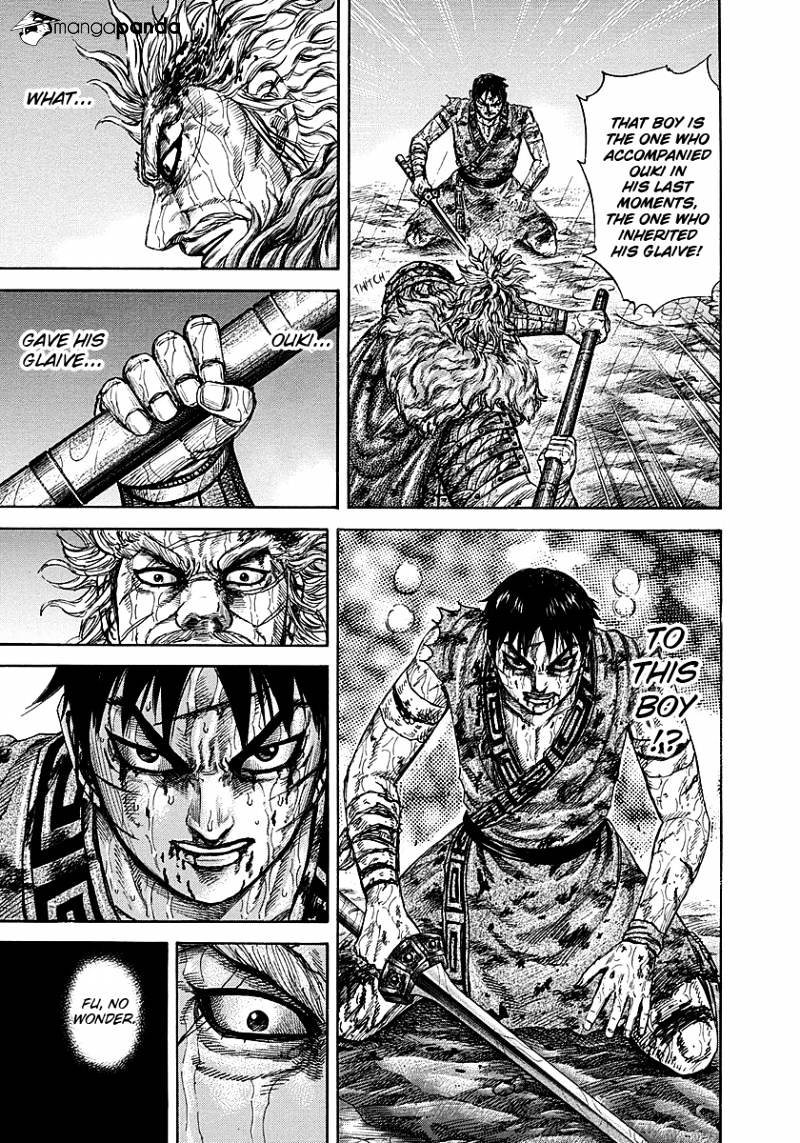 mangapanda
THAT BOY IS
THE ONE WHO
ACCOMPANIED
OUKI IN
HIS LAST
MOMENTS,
THE ONE WHO
INHERITED
HIS GLAIVE!
TWITCH
WHAT...
OUKI...
GAVE HIS
GLAIVE...
TO
THIS
BOY
!?
FU, NO
WONDER.